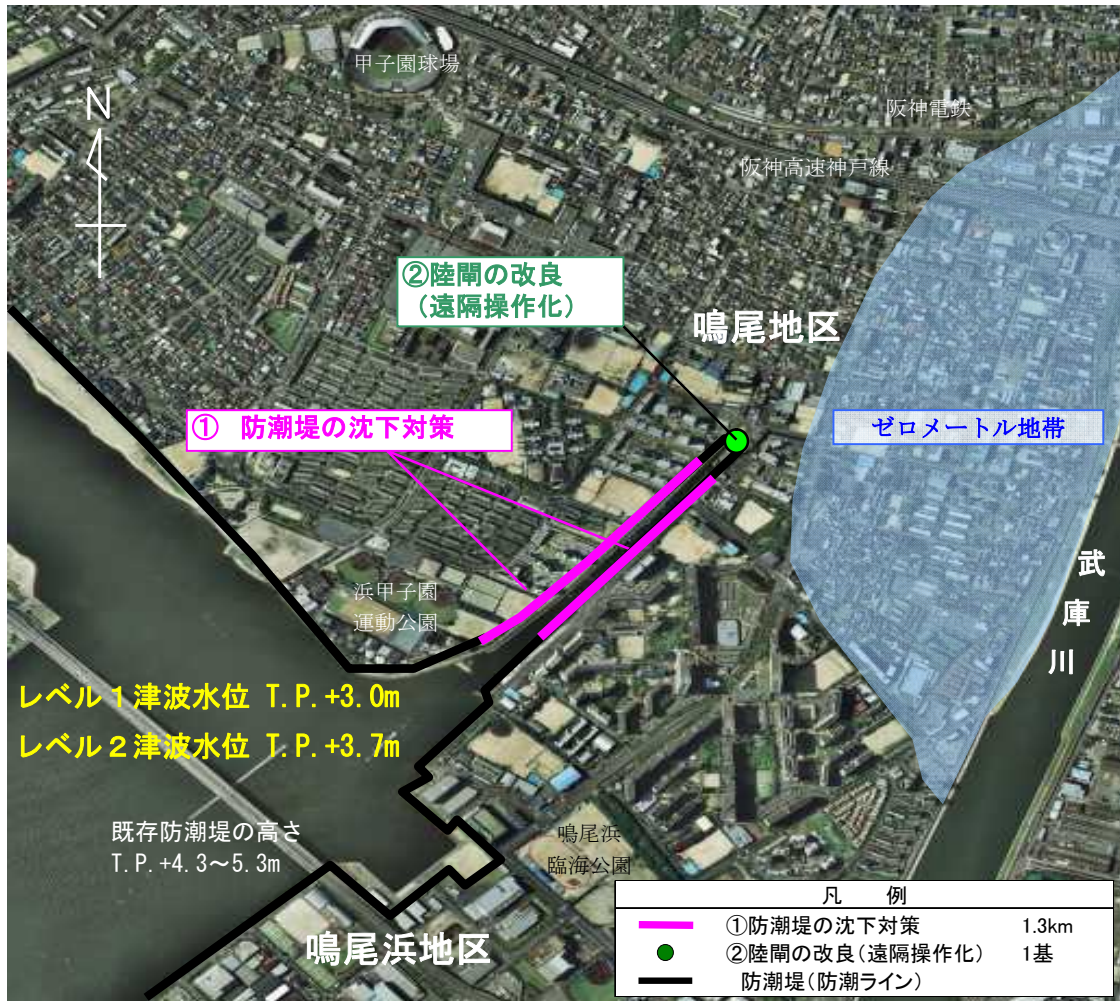 甲子園球場
N
阪神電鉄
阪神高速神戸線
②陸閘の改良
(遠隔操作化)
鳴尾地区
① 防潮堤の沈下対策
ゼロメートル地帯
浜甲子園
運動公園
武
庫
川
レベル1津波水位 T.P.+3.0m
レベル2津波水位 T.P.+3.7m
既存防潮堤の高さ
T.P.+4.3~5.3m
鳴尾浜
臨海公園
鳴尾浜地区
凡 例
①防潮堤の沈下対策 1.3km
②陸閘の改良(遠隔操作化) 1基
防潮堤(防潮ライン)